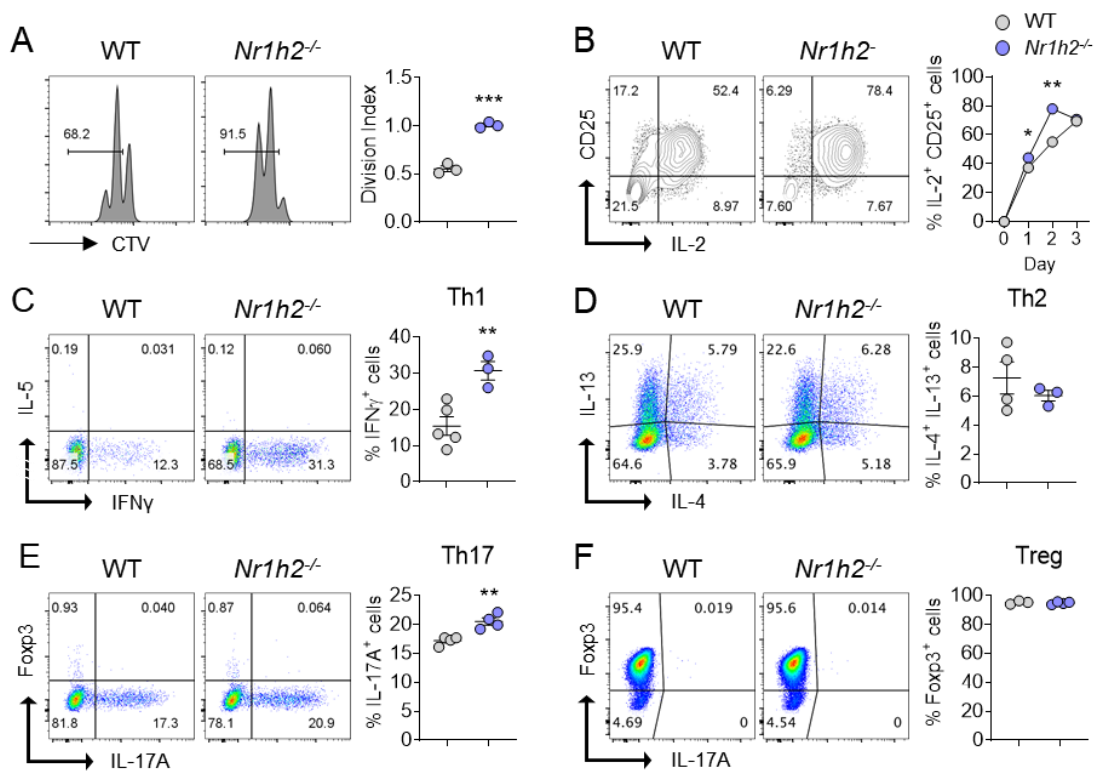 A
WT
Nr1h2-/-
68.2
91.5
CTV
Division Index
1.5
1.0
0.5
0.0
***
B
WT
Nr1h2-
17.2
52.4
21.5
8.97
6.29
78.4
7.60
7.67
CD25
IL-2
WT
Nr1h2-/-
% IL-2+ CD25+ cells
100
80
60
40
20
0
*
**
0 1 2 3
Day
C
WT
Nr1h2-/-
0.19
0.031
87.5
12.3
0.12
0.060
68.5
31.3
IL-5
IFNγ
Th1
% IFNγ+ cells
40
30
20
10
0
**
D
WT
Nr1h2-/-
25.9
5.79
64.6
3.78
22.6
6.28
65.9
5.18
IL-13
IL-4
Th2
% IL-4+ IL-13+ cells
10
8
6
4
2
0
E
WT
Nr1h2-/-
0.93
0.040
81.8
17.3
0.87
0.064
78.1
20.9
Foxp3
IL-17A
Th17
% IL-17A+ cells
25
20
15
10
5
0
**
F
WT
Nr1h2-/-
95.4
0.019
4.69
0
95.6
0.014
4.54
0
Foxp3
IL-17A
Treg
% Foxp3+ cells
100
80
60
40
20
0